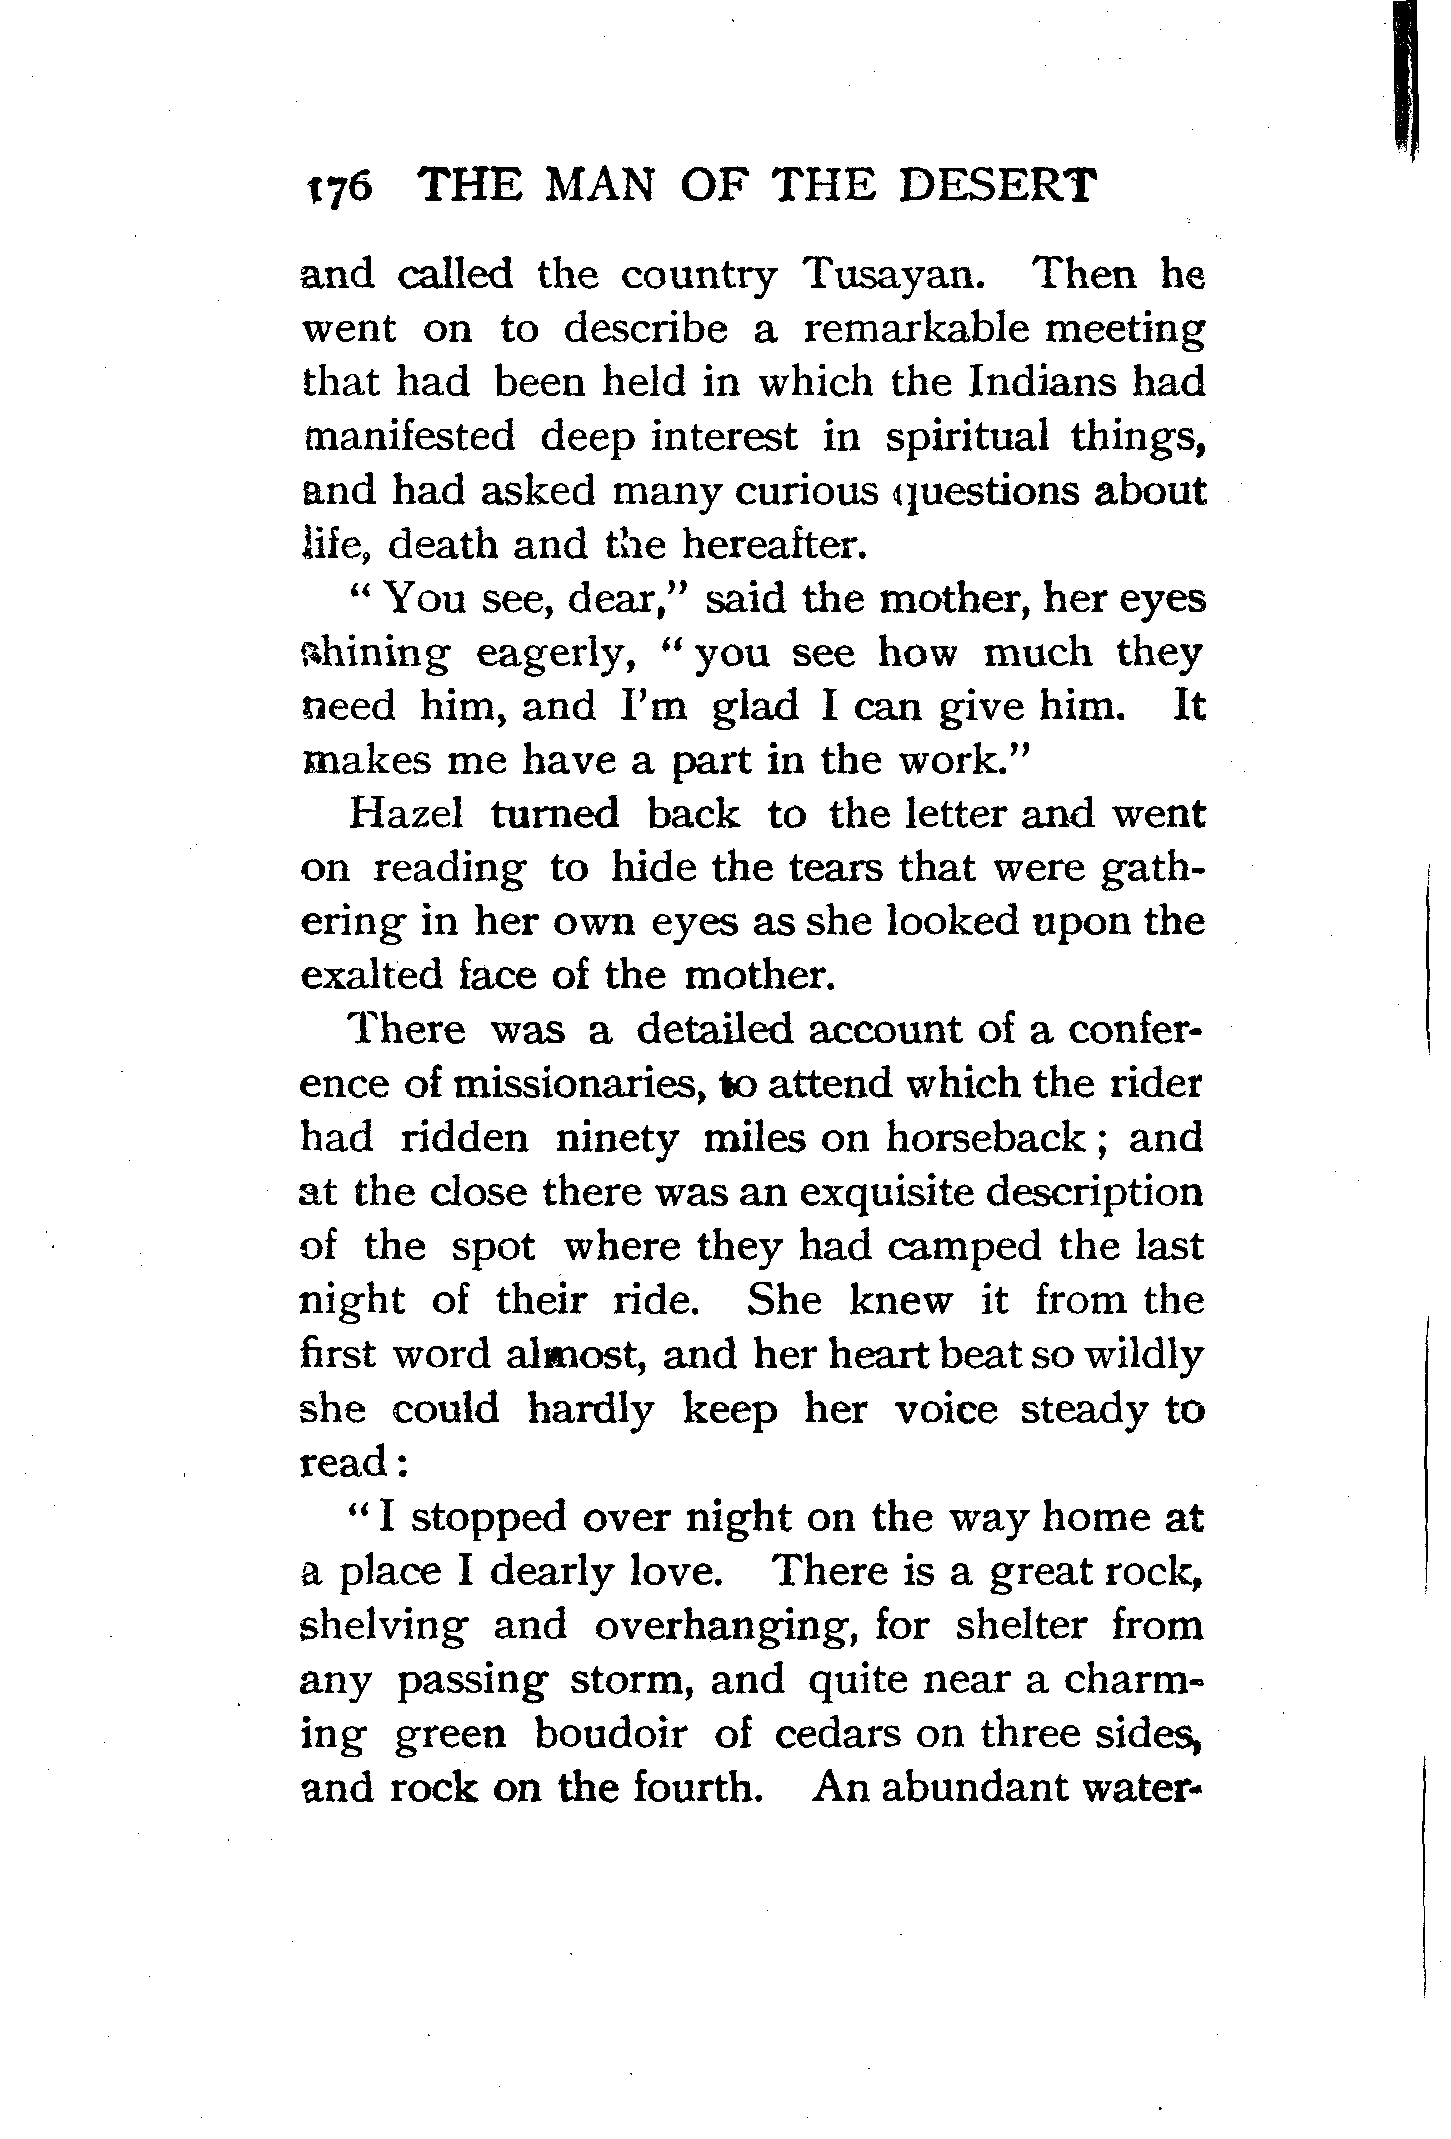 176 THE MAN OF THE DESERT
and called the country Tusayan. Then he
went on to describe a remarkable meeting
that had been held in which the Indians had
manifested deep interest in spiritual things,
and had asked many curious questions about
life, death and the hereafter.
“ You see, dear,” said the mother, her eyes
shining eagerly, “ you see how much they
need him, and I’m glad I can give him. It
makes me have a part in the work.”
Hazel turned back to the letter and went
on reading to hide the tears that were gath-
ering in her own eyes as she looked upon the
exalted face of the mother.
There was a detailed account of a confer-
ence of missionaries, to attend which the rider
had ridden ninety miles on horseback ; and
at the close there was an exquisite description
of the spot where they had camped the last
night of their ride. She knew it from the
first word almost, and her heart beat so wildly
she could hardly keep her voice steady to
read :
“ I stopped over night on the way home at
a place I dearly love. There is a great rock,
shelving and overhanging, for shelter from
any passing storm, and quite near a charm-
ing green boudoir of cedars on three sides,
and rock on the fourth. An abundant water-